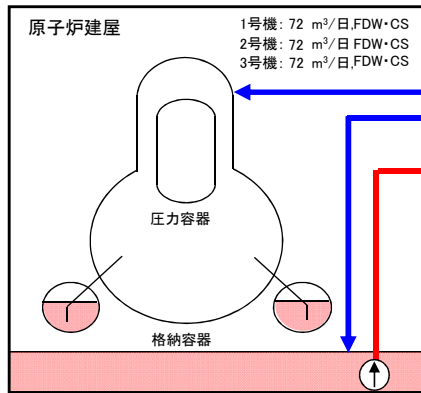 原子炉建屋
1号機: 72 m³/日,FDW・CS
2号機: 72 m³/日 FDW・CS
3号機: 72 m³/日,FDW・CS
圧力容器
格納容器